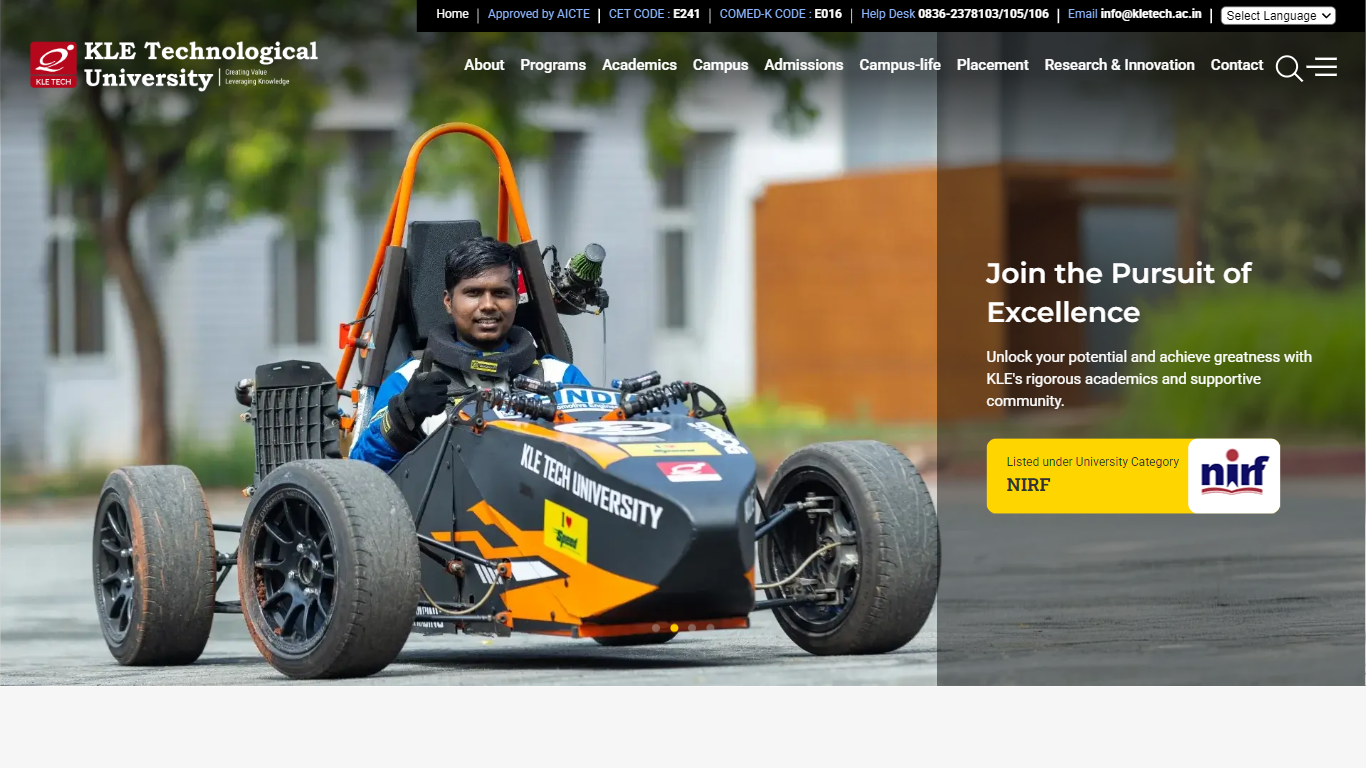 Home | Approved by AICTE | CET CODE : E241 | COMED-K CODE : E016 | Help Desk 0836-2378103/105/106 | Email info@kletech.ac.in | Select Language
KLE TECH
KLE Technological
University
Creating Value
Leveraging Knowledge
About Programs Academics Campus Admissions Campus-life Placement Research & Innovation Contact
Join the Pursuit of
Excellence
Unlock your potential and achieve greatness with
KLE's rigorous academics and supportive
community.
Listed under University Category
NIRF
nirf
IND
KLE TECH UNIVERSITY
I ♥
Speed